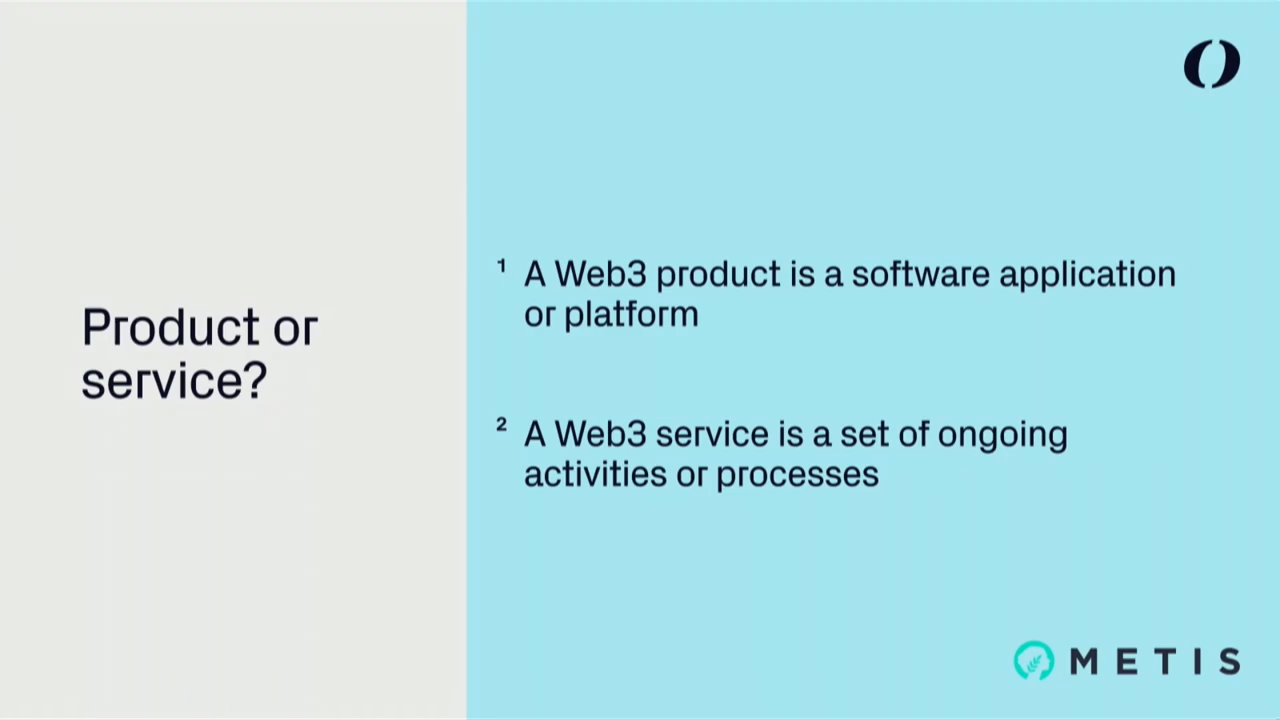 Product or
service?
¹ A Web3 product is a software application
or platform
² A Web3 service is a set of ongoing
activities or processes
METIS